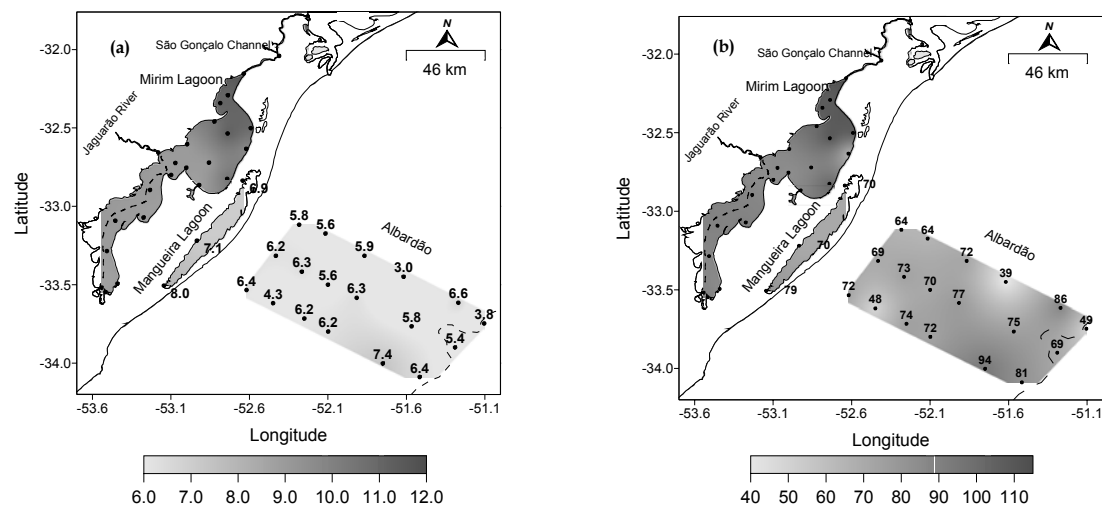 (a)
N
São Gonçalo Channel
46 km
Mirim Lagoon
Jaguarão River
Mangueira Lagoon
Albardão
6.9
7.1
8.0
5.8
5.6
6.2
5.9
6.3
5.6
3.0
6.4
6.3
4.3
6.6
6.2
3.8
6.2
5.8
5.4
7.4
6.4
-32.0
-32.5
-33.0
-33.5
-34.0
Latitude
-53.6 -53.1 -52.6 -52.1 -51.6 -51.1
Longitude
6.0 7.0 8.0 9.0 10.0 11.0 12.0
(b)
N
São Gonçalo Channel
46 km
Mirim Lagoon
Jaguarão River
Mangueira Lagoon
Albardão
70
70
79
64
64
69
72
73
70
39
72
77
48
86
74
49
72
75
69
94
81
-32.0
-32.5
-33.0
-33.5
-34.0
Latitude
-53.6 -53.1 -52.6 -52.1 -51.6 -51.1
Longitude
40 50 60 70 80 90 100 110